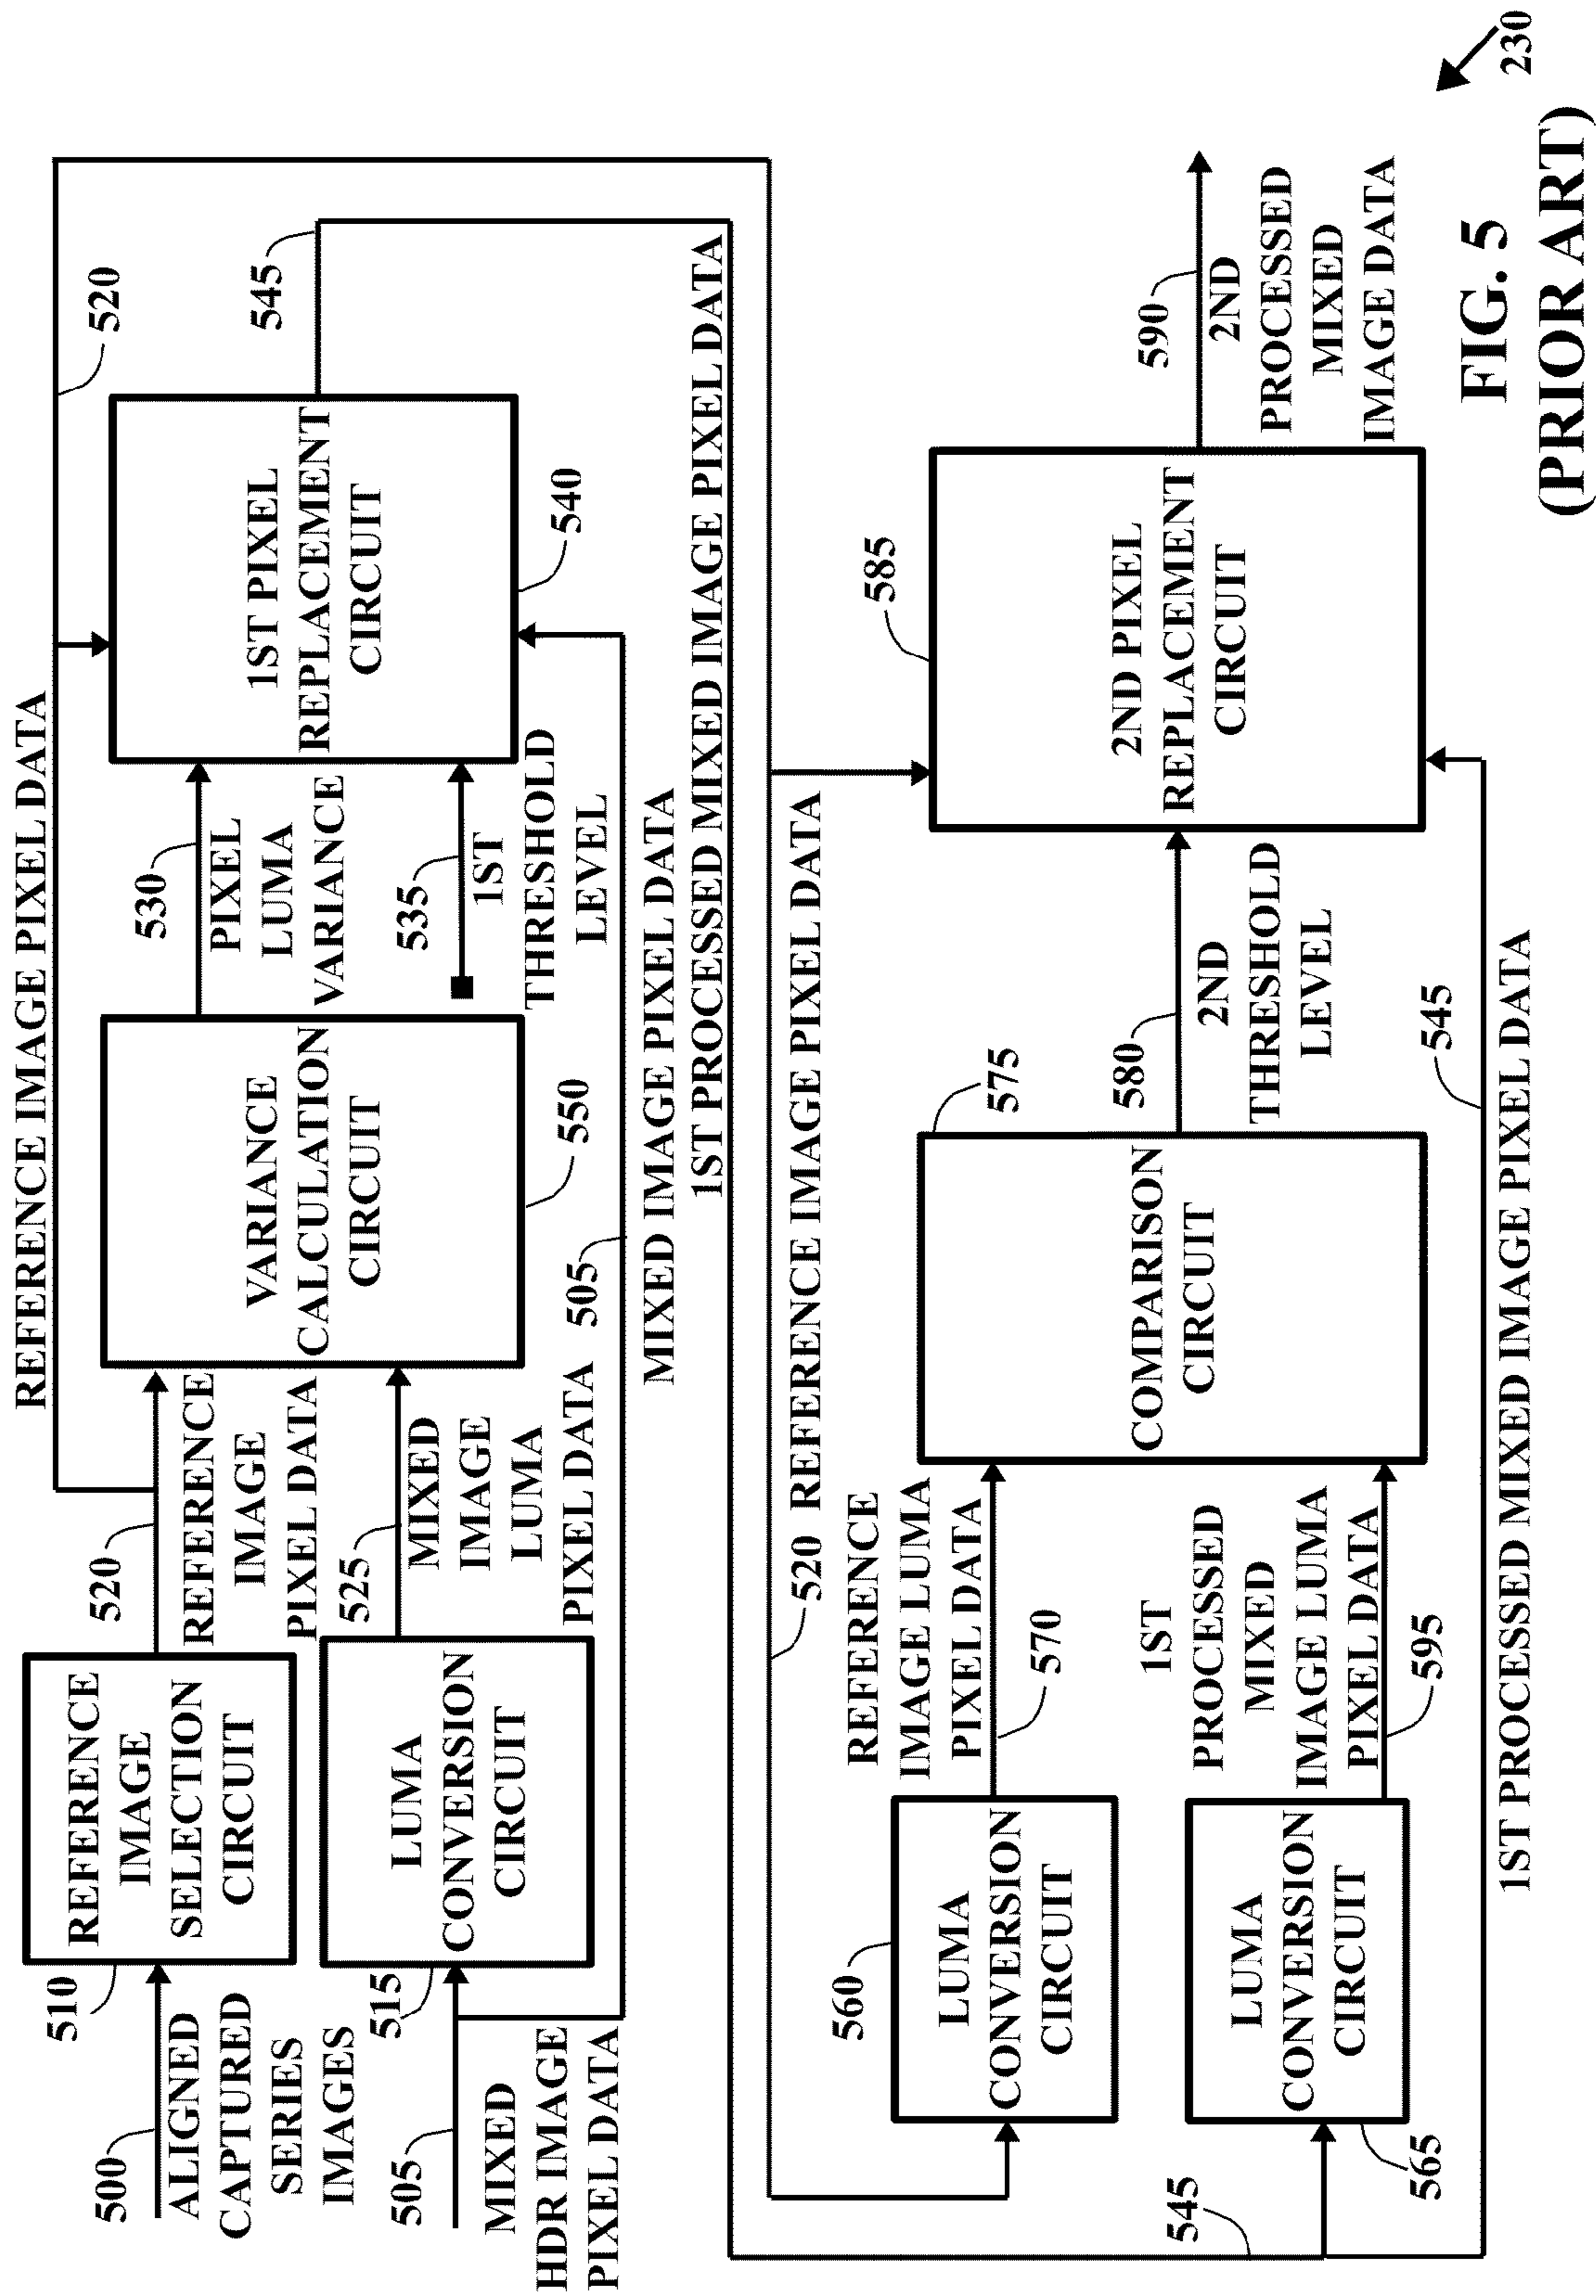 REFERENCE IMAGE PIXEL DATA
520
500
ALIGNED
CAPTURED
SERIES
IMAGES
510
REFERENCE
IMAGE
SELECTION
CIRCUIT
520
REFERENCE
IMAGE
PIXEL DATA
505
MIXED
HDR IMAGE
PIXEL DATA
515
LUMA
CONVERSION
CIRCUIT
525
MIXED
IMAGE
LUMA
PIXEL DATA
VARIANCE
CALCULATION
CIRCUIT
550
530
PIXEL
LUMA
VARIANCE
535
1ST
THRESHOLD
LEVEL
1ST PIXEL
REPLACEMENT
CIRCUIT
540
545
505
MIXED IMAGE PIXEL DATA
1ST PROCESSED MIXED IMAGE PIXEL DATA
520 REFERENCE IMAGE PIXEL DATA
560
LUMA
CONVERSION
CIRCUIT
REFERENCE
IMAGE LUMA
PIXEL DATA
570
545
LUMA
CONVERSION
CIRCUIT
565
1ST
PROCESSED
MIXED
IMAGE LUMA
PIXEL DATA
595
COMPARISON
CIRCUIT
575
580
2ND
THRESHOLD
LEVEL
585
2ND PIXEL
REPLACEMENT
CIRCUIT
590
2ND
PROCESSED
MIXED
IMAGE DATA
545
1ST PROCESSED MIXED IMAGE PIXEL DATA
FIG. 5
(PRIOR ART)
230